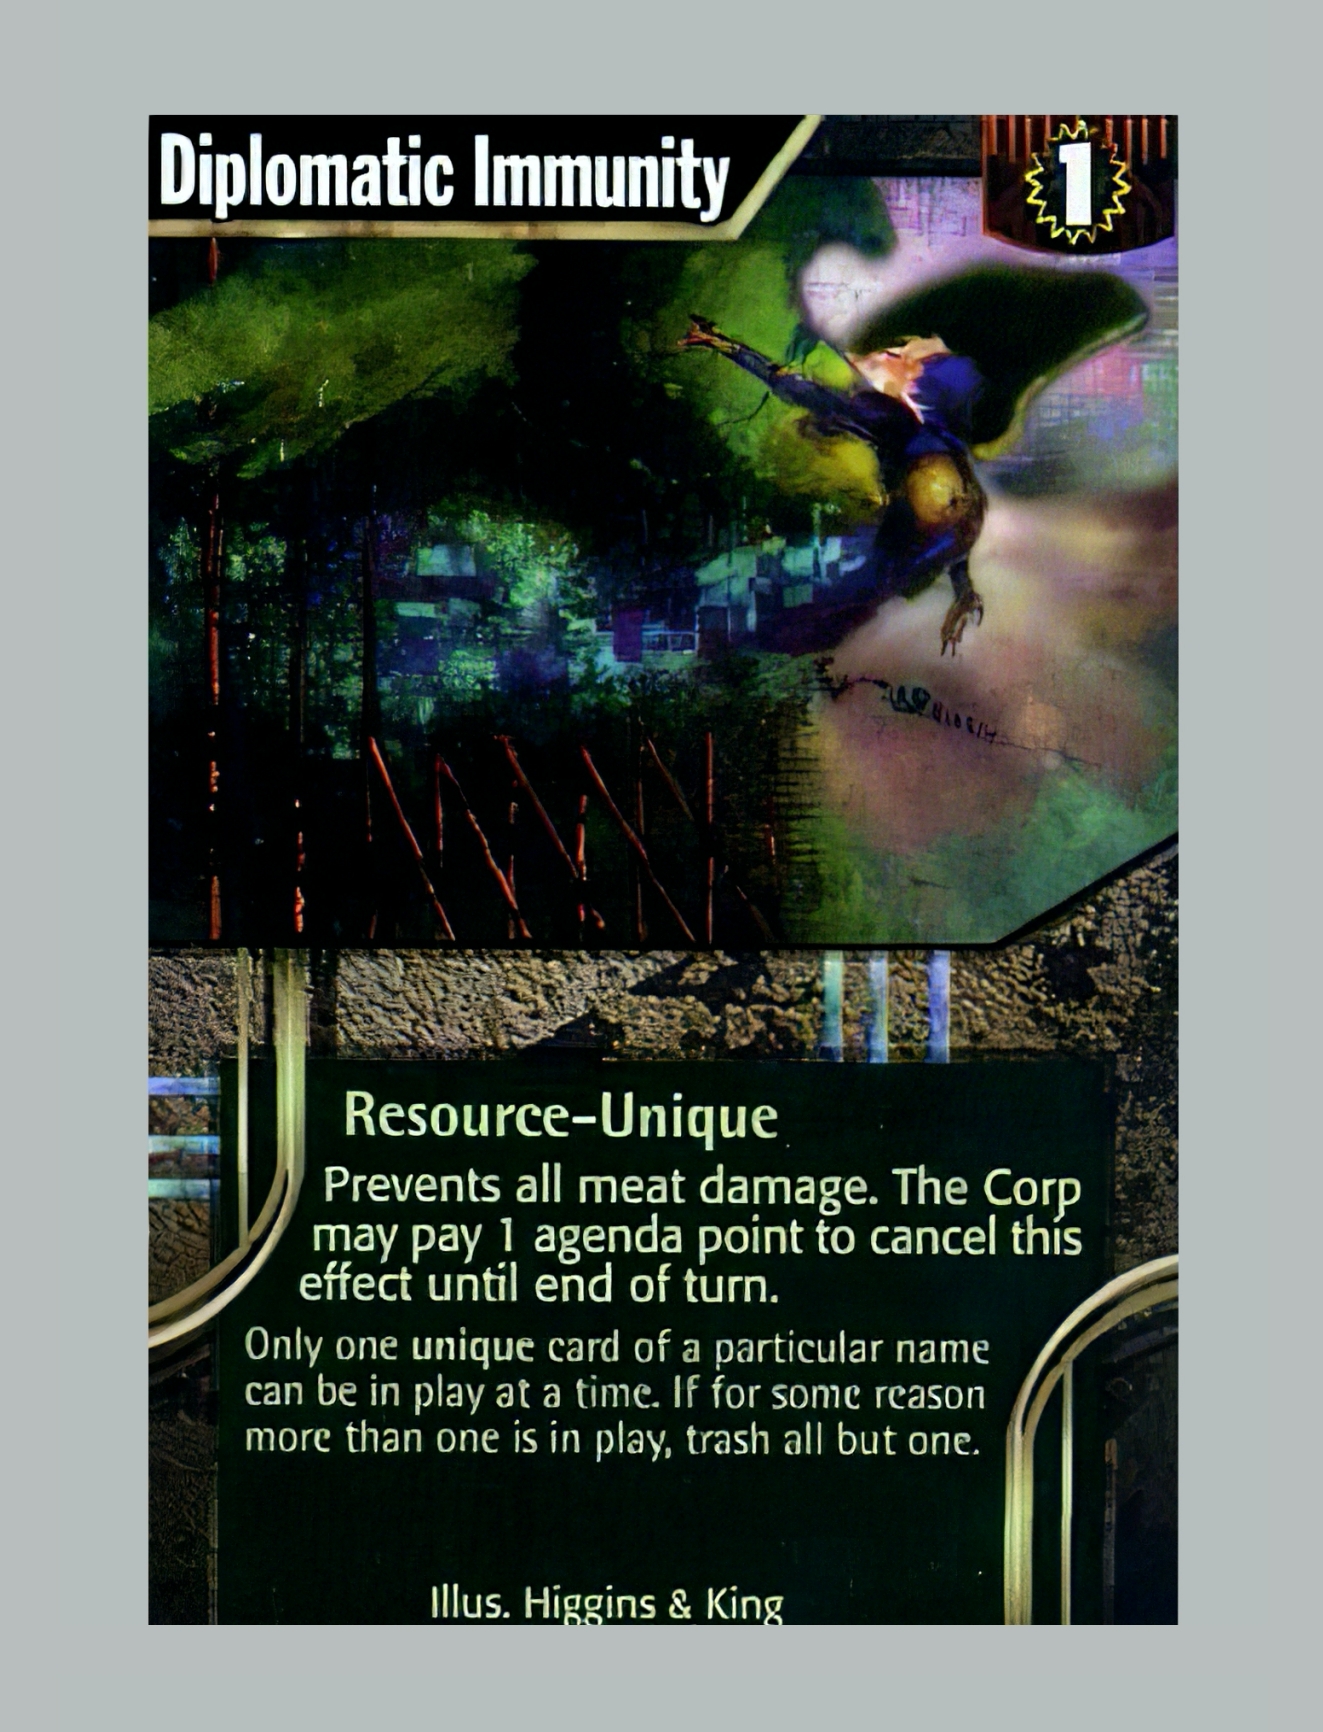 Diplomatic Immunity
1
Resource–Unique
Prevents all meat damage. The Corp
may pay 1 agenda point to cancel this
effect until end of turn.
Only one unique card of a particular name
can be in play at a time. If for some reason
more than one is in play, trash all but one.
Illus. Higgins & King